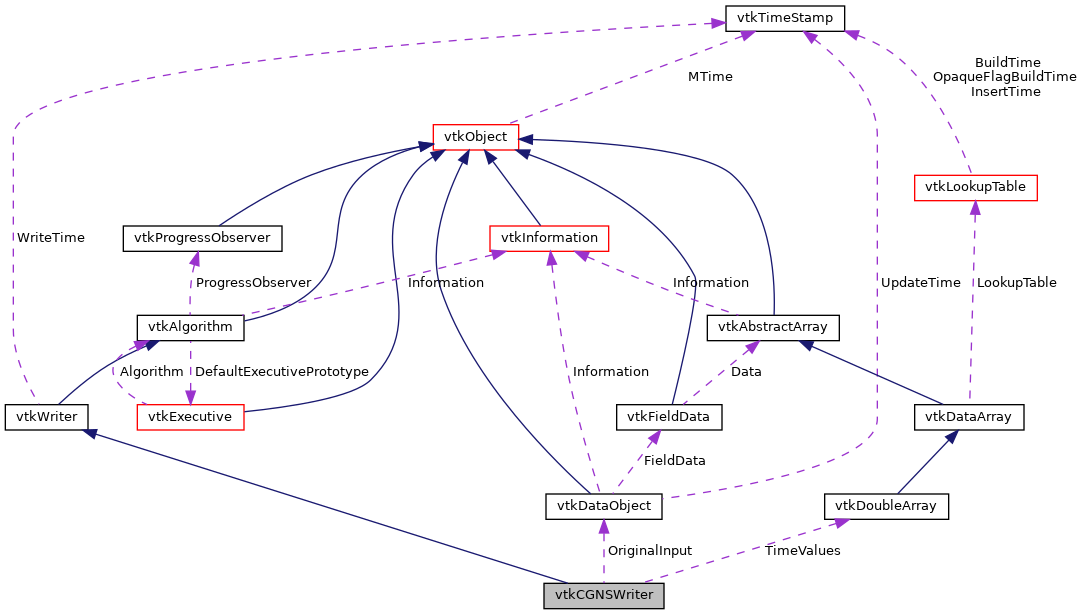 vtkTimeStamp
BuildTime
OpaqueFlagBuildTime
InsertTime
MTime
vtkObject
vtkLookupTable
WriteTime
vtkProgressObserver
vtkInformation
ProgressObserver
Information
Information
UpdateTime
LookupTable
vtkAlgorithm
vtkAbstractArray
Algorithm
DefaultExecutivePrototype
Information
Data
vtkWriter
vtkExecutive
vtkFieldData
vtkDataArray
FieldData
vtkDataObject
vtkDoubleArray
OriginalInput
TimeValues
vtkCGNSWriter